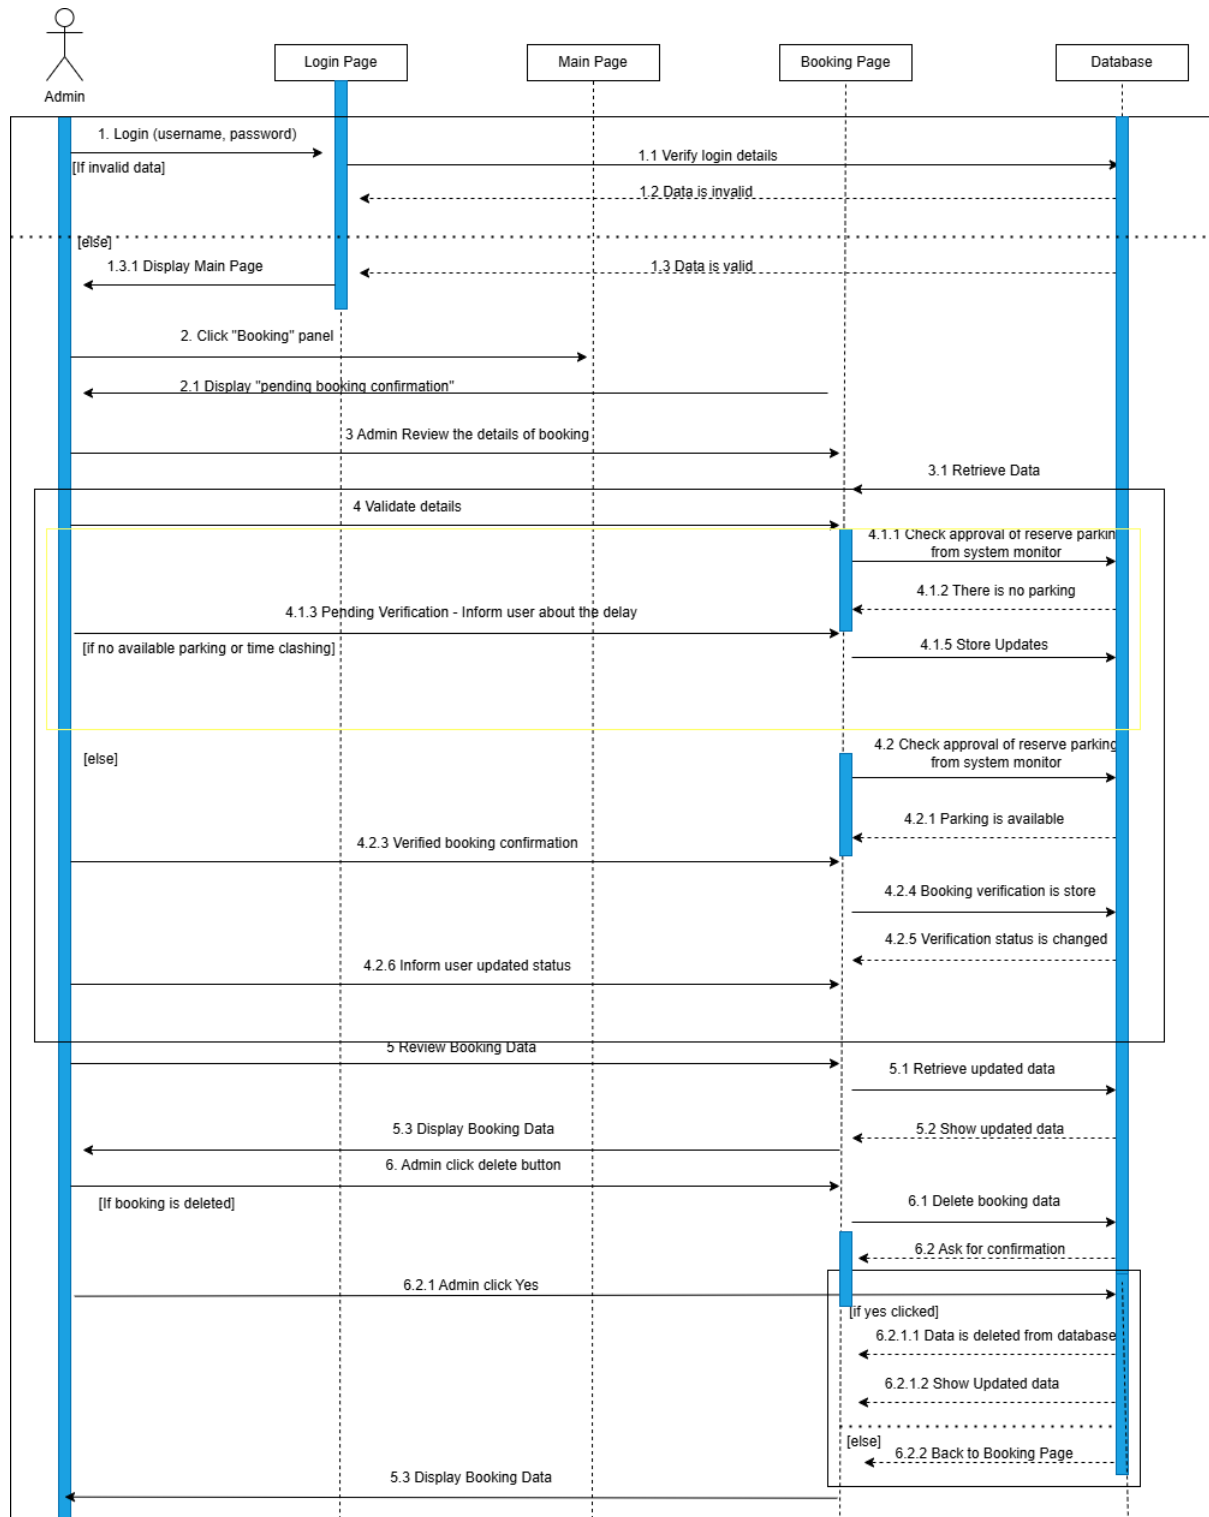 Login Page
Main Page
Booking Page
Database
Admin
1. Login (username, password)
[If invalid data]
1.1 Verify login details
1.2 Data is invalid
[else]
1.3.1 Display Main Page
1.3 Data is valid
2. Click "Booking" panel
2.1 Display "pending booking confirmation"
3 Admin Review the details of booking
3.1 Retrieve Data
4 Validate details
4.1.1 Check approval of reserve parkin
from system monitor
4.1.2 There is no parking
4.1.3 Pending Verification - Inform user about the delay
[if no available parking or time clashing]
4.1.5 Store Updates
[else]
4.2 Check approval of reserve parking
from system monitor
4.2.1 Parking is available
4.2.3 Verified booking confirmation
4.2.4 Booking verification is store
4.2.5 Verification status is changed
4.2.6 Inform user updated status
5 Review Booking Data
5.1 Retrieve updated data
5.2 Show updated data
5.3 Display Booking Data
6. Admin click delete button
[If booking is deleted]
6.1 Delete booking data
6.2 Ask for confirmation
6.2.1 Admin click Yes
[if yes clicked]
6.2.1.1 Data is deleted from database
6.2.1.2 Show Updated data
[else]
6.2.2 Back to Booking Page
5.3 Display Booking Data